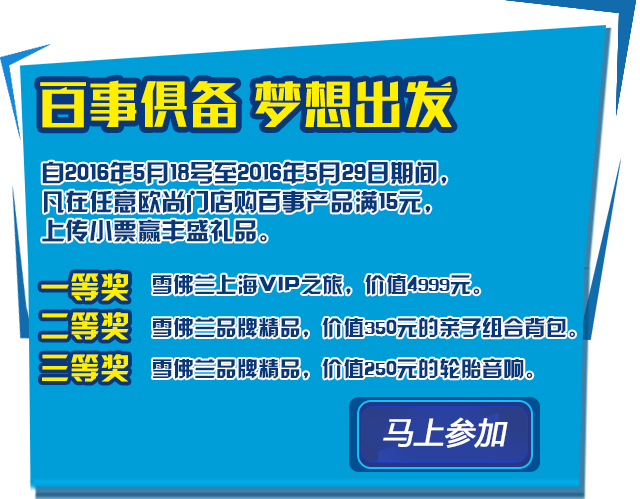 百事俱备 梦想出发
自2016年5月18号至2016年5月29日期间，
凡在任意欧尚门店购百事产品满15元，
上传小票赢丰盛礼品。
一等奖 雪佛兰上海VIP之旅，价值4999元。
二等奖 雪佛兰品牌精品，价值350元的亲子组合背包。
三等奖 雪佛兰品牌精品，价值250元的轮胎音响。
马上参加